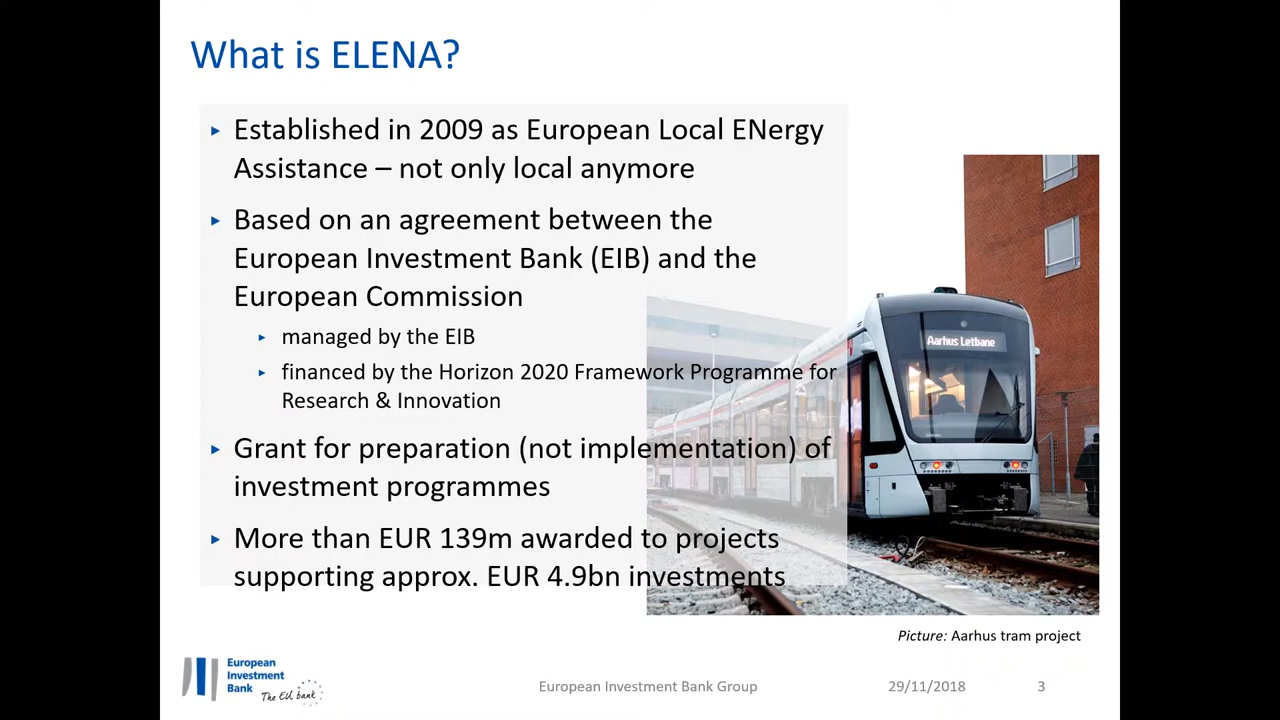 What is ELENA?
Established in 2009 as European Local ENergy
Assistance – not only local anymore
Based on an agreement between the
European Investment Bank (EIB) and the
European Commission
managed by the EIB
financed by the Horizon 2020 Framework Programme for
Research & Innovation
Grant for preparation (not implementation) of
investment programmes
More than EUR 139m awarded to projects
supporting approx. EUR 4.9bn investments
Aarhus Letbane
Picture: Aarhus tram project
European
Investment
Bank
The EU bank
European Investment Bank Group
29/11/2018
3